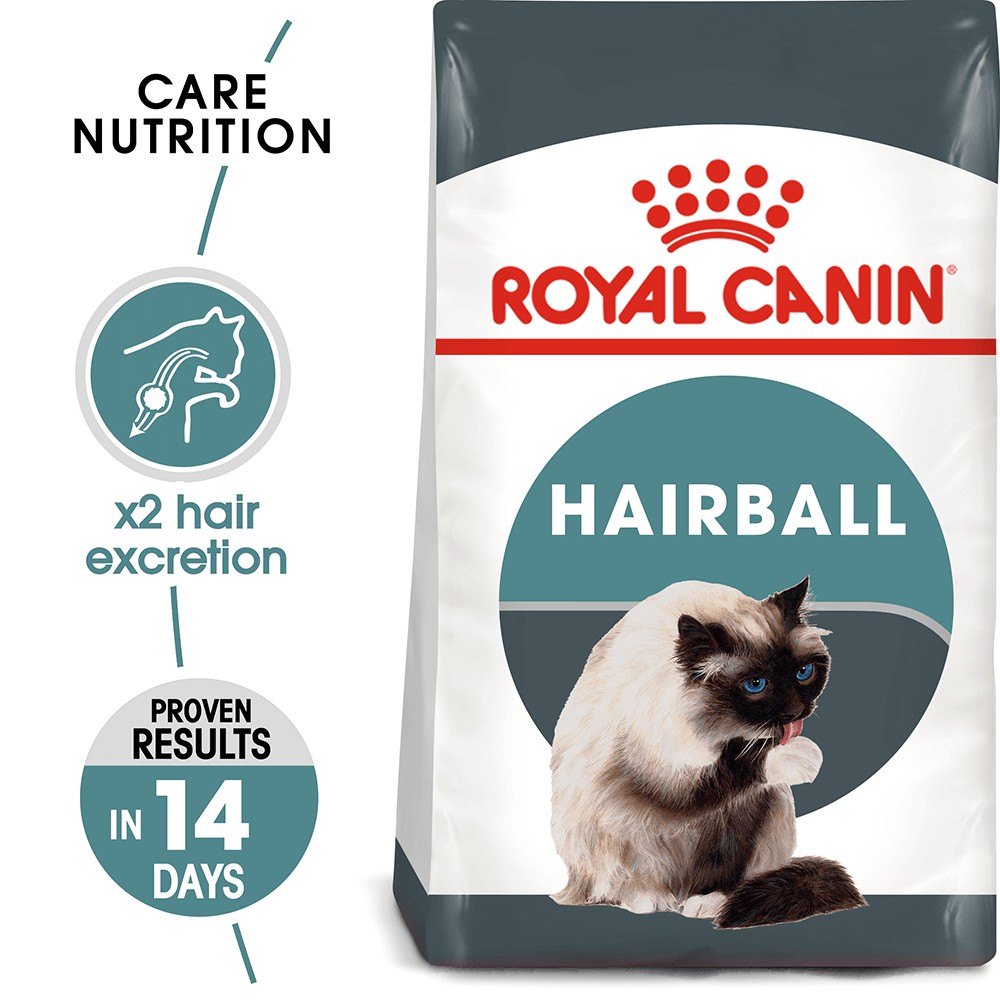 CARE
NUTRITION
x2 hair
excretion
PROVEN
RESULTS
IN 14
DAYS
ROYAL CANIN®
HAIRBALL